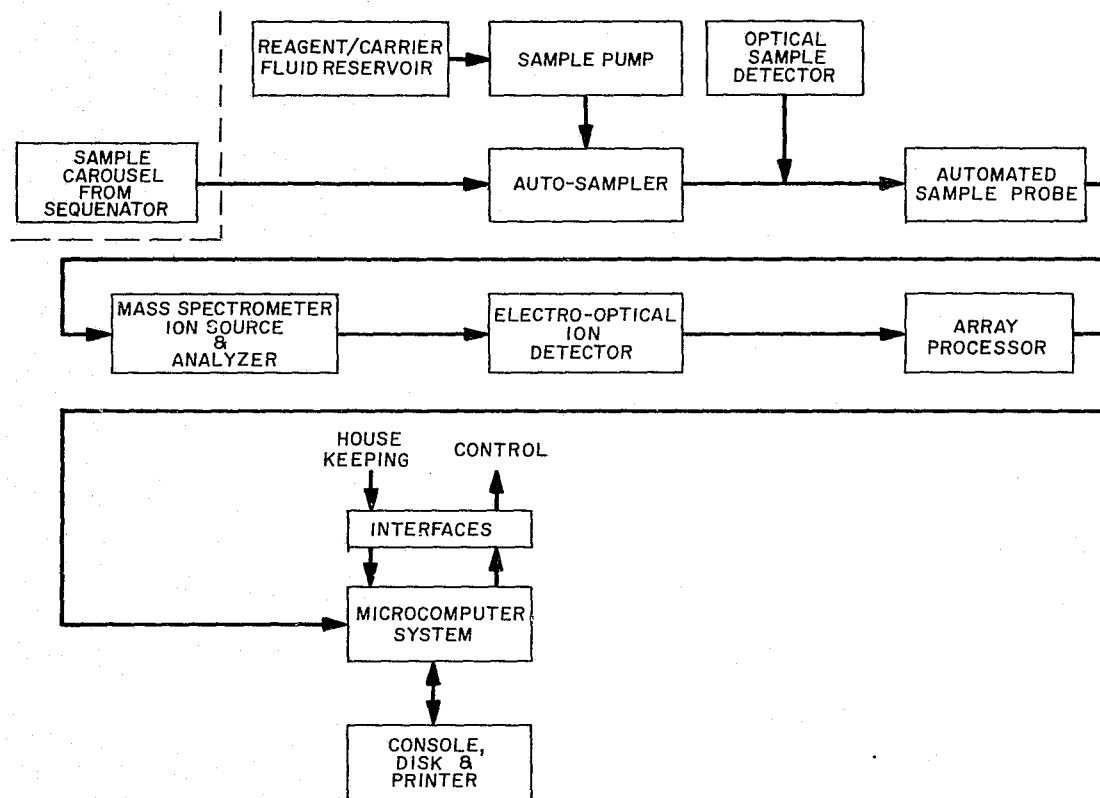 REAGENT/CARRIER
FLUID RESERVOIR
SAMPLE PUMP
OPTICAL
SAMPLE
DETECTOR
SAMPLE
CAROUSEL
FROM
SEQUENATOR
AUTO-SAMPLER
AUTOMATED
SAMPLE PROBE
MASS SPECTROMETER
ION SOURCE
&
ANALYZER
ELECTRO-OPTICAL
ION
DETECTOR
ARRAY
PROCESSOR
HOUSE
KEEPING
CONTROL
INTERFACES
MICROCOMPUTER
SYSTEM
CONSOLE,
DISK &
PRINTER